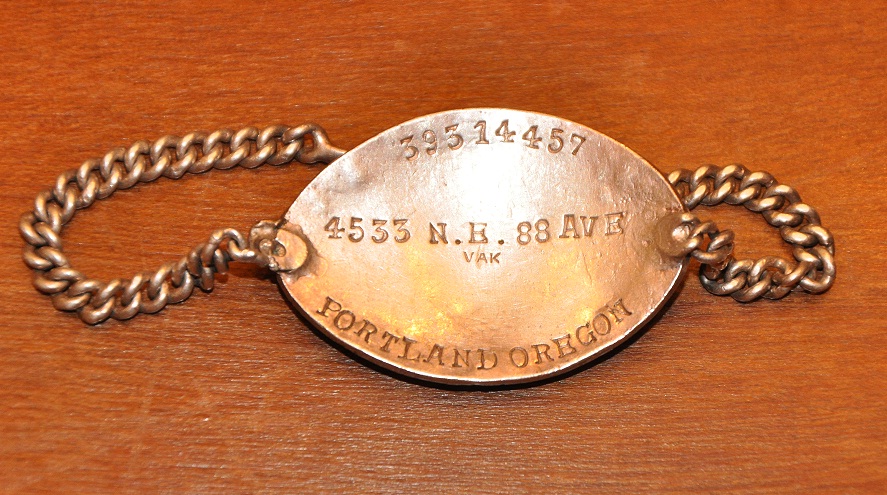 39314457
4533 N.E. 88 AVE
VAK
PORTLAND OREGON